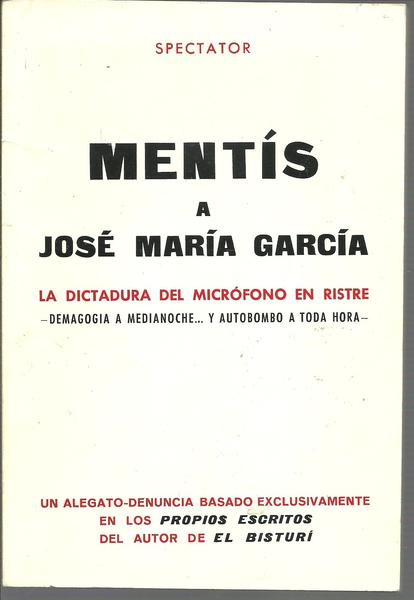 SPECTATOR
MENTÍS
A
JOSÉ MARÍA GARCÍA
LA DICTADURA DEL MICRÓFONO EN RISTRE
–DEMAGOGIA A MEDIANOCHE... Y AUTOBOMBO A TODA HORA–
UN ALEGATO-DENUNCIA BASADO EXCLUSIVAMENTE
EN LOS PROPIOS ESCRITOS
DEL AUTOR DE EL BISTURÍ